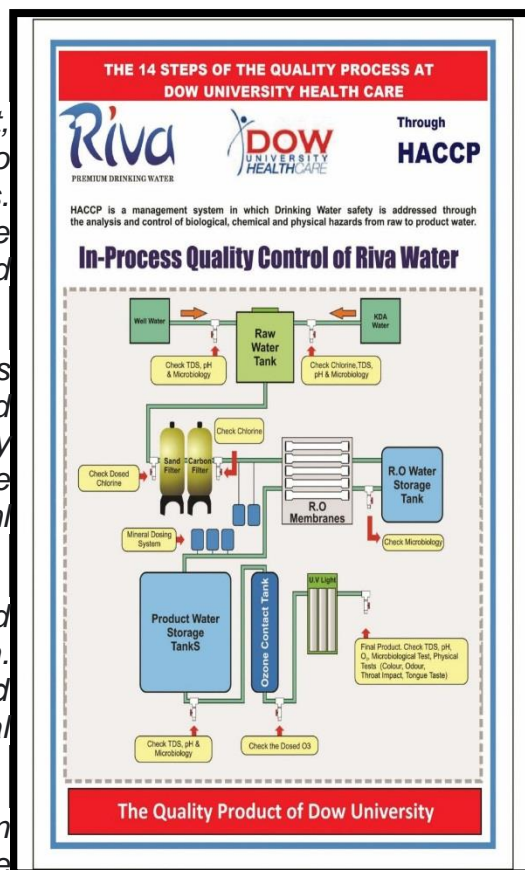 THE 14 STEPS OF THE QUALITY PROCESS AT
DOW UNIVERSITY HEALTH CARE
Riva
PREMIUM DRINKING WATER
DOW
UNIVERSITY
HEALTHCARE
Through
HACCP
HACCP is a management system in which Drinking Water safety is addressed through
the analysis and control of biological, chemical and physical hazards from raw to product water.
In-Process Quality Control of Riva Water
Well Water
Raw
Water
Tank
KDA
Water
Check TDS, pH
& Microbiology
Check Chlorine,TDS,
pH & Microbiology
Check Chlorine
Sand
Filter
Carbon
Filter
Check Dosed
Chlorine
R.O
Membranes
R.O Water
Storage
Tank
Check Microbiology
Mineral Dosing
System
Product Water
Storage
TankS
Ozone Contact Tank
U.V Light
Final Product. Check TDS, pH,
O₃, Microbiological Test, Physical
Tests (Colour, Odour,
Throat Impact, Tongue Taste)
Check TDS, pH &
Microbiology
Check the Dosed O3
The Quality Product of Dow University